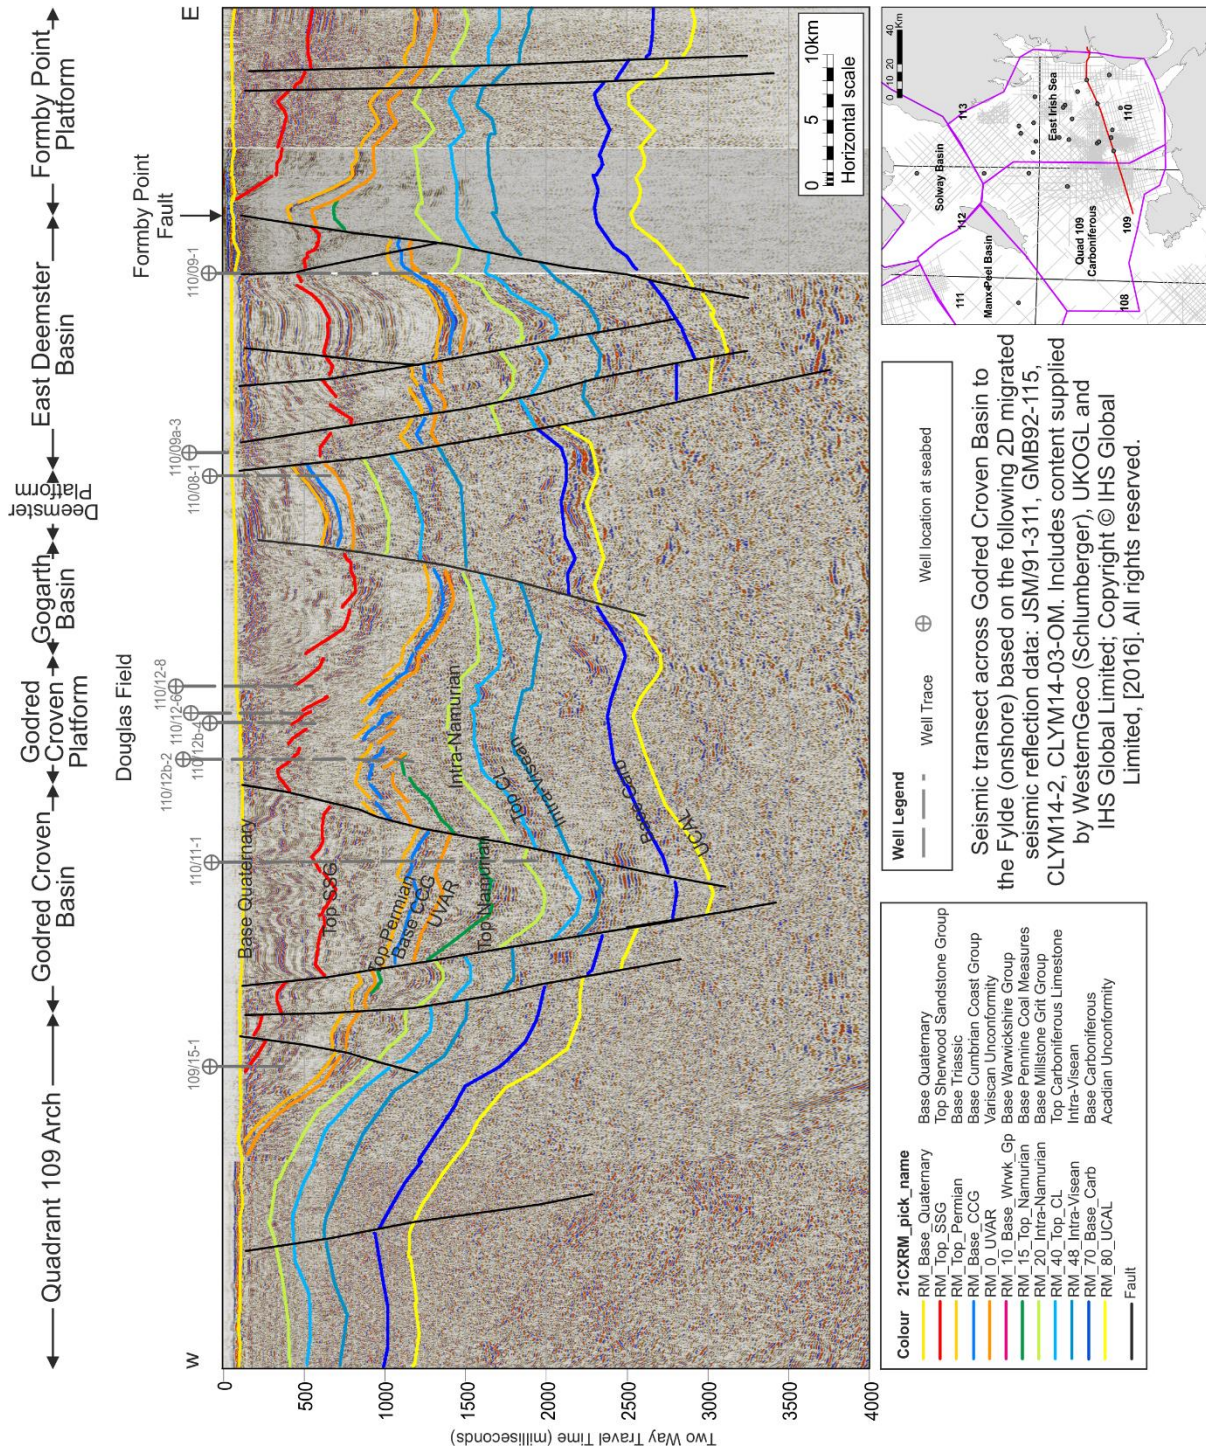 Quadrant 109 Arch
Godred Croven
Basin
Godred
Croven
Platform
Gogarth
Basin
Deemster
Platform
East Deemster
Basin
Formby Point
Platform
Douglas Field
Formby Point
Fault
W
E
109/15-1
110/11-1
110/12b-2
110/12b-4
110/12-6
110/12-8
110/08-1
110/09a-3
110/09-1
0
500
1000
1500
2000
2500
3000
3500
4000
Two Way Travel Time (milliseconds)
Base Quaternary
Top SSG
Top Permian
Base CCG
UVAR
Top Namurian
Intra-Namurian
Top CL
Intra Visean
Base Carb
UCAL
0 5 10km
Horizontal scale
Colour 21CXRM_pick_name
RM_Base_Quaternary Base Quaternary
RM_Top_SSG Top Sherwood Sandstone Group
RM_Top_Permian Base Triassic
RM_Base_CCG Base Cumbrian Coast Group
RM_0_UVAR Variscan Unconformity
RM_10_Base_Wrwk_Gp Base Warwickshire Group
RM_15_Top_Namurian Base Pennine Coal Measures
RM_20_Intra-Namurian Base Millstone Grit Group
RM_40_Top_CL Top Carboniferous Limestone
RM_48_Intra-Visean Intra-Visean
RM_70_Base_Carb Base Carboniferous
RM_80_UCAL Acadian Unconformity
Fault
Well Legend
Well Trace
Well location at seabed
Seismic transect across Godred Croven Basin to
the Fylde (onshore) based on the following 2D migrated
seismic reflection data: JSM/91-311, GMB92-115,
CLYM14-2, CLYM14-03-OM. Includes content supplied
by WesternGeco (Schlumberger), UKOGL and
IHS Global Limited; Copyright © IHS Global
Limited, [2016]. All rights reserved.
0 10 20 40
Km
111
112
113
Solway Basin
Manx-Peel Basin
East Irish Sea
Quad 109
Carboniferous
108
109
110